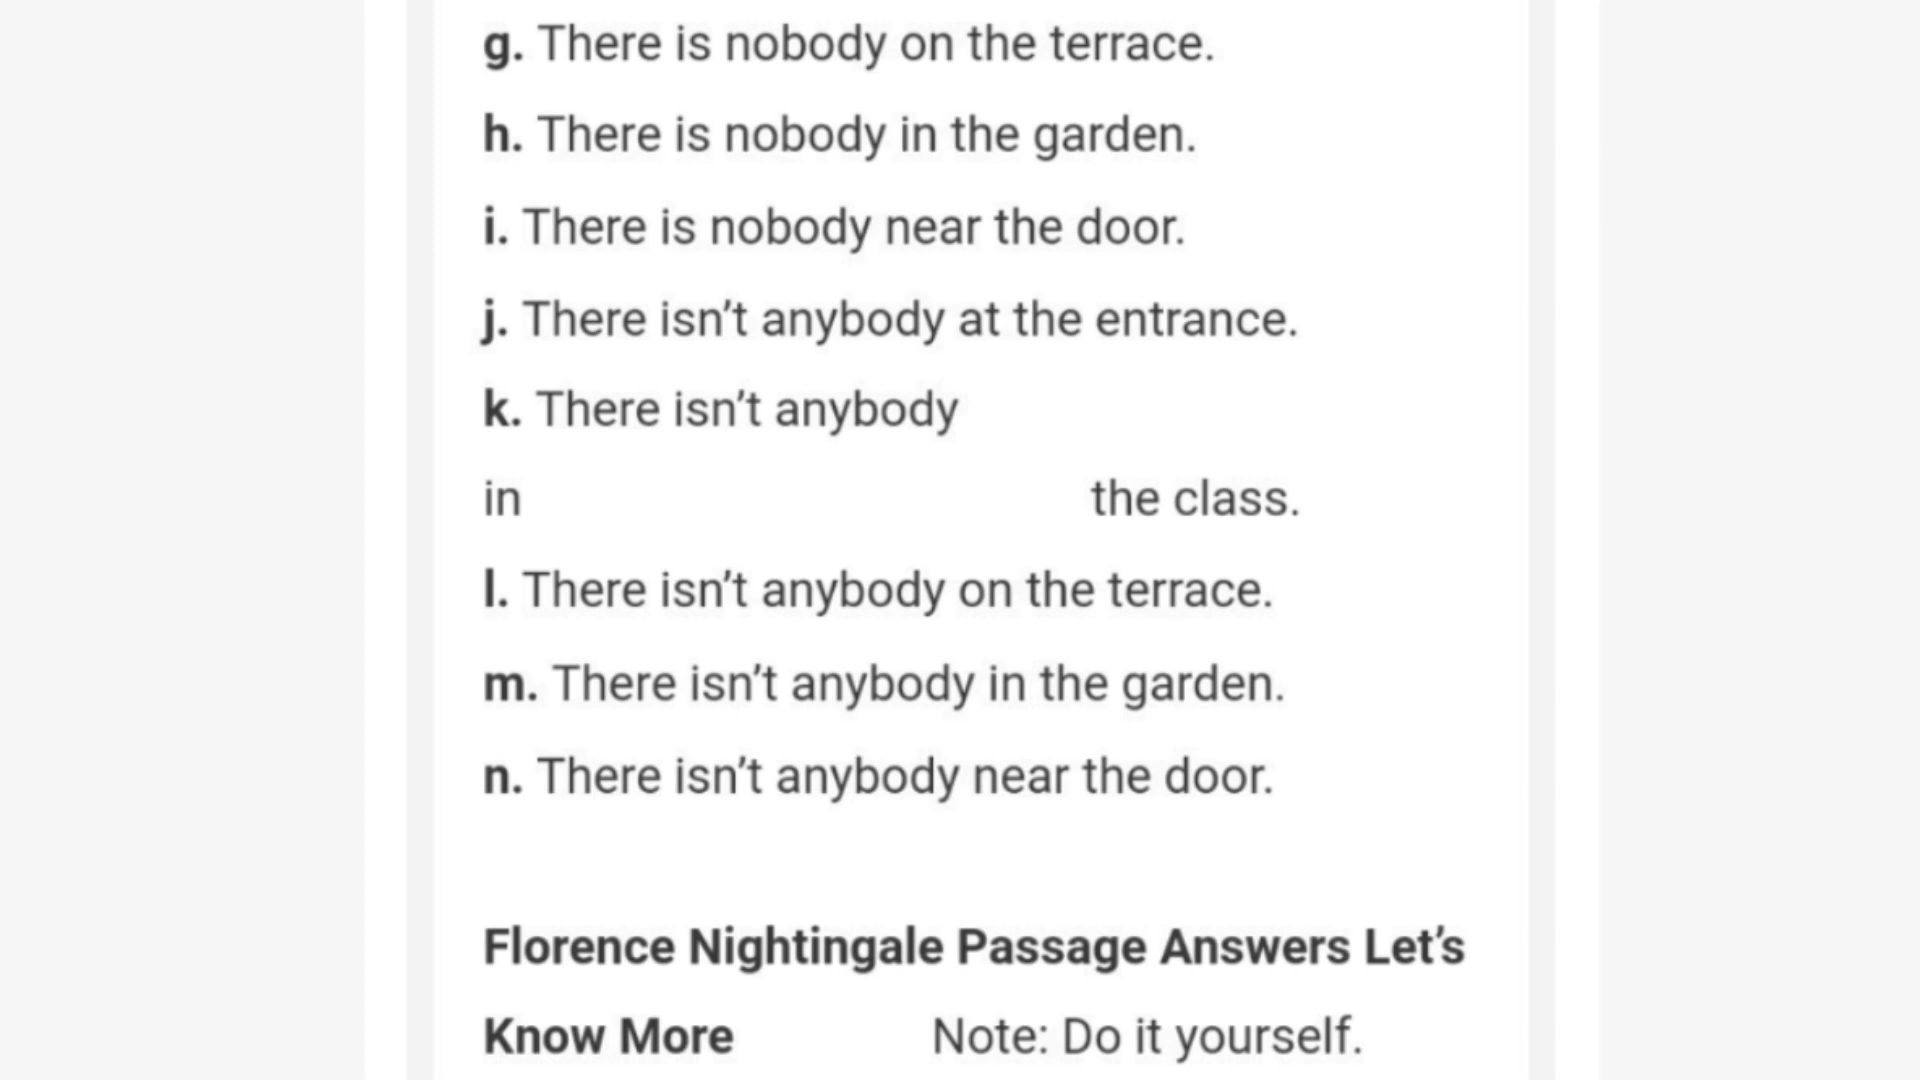 g. There is nobody on the terrace.
h. There is nobody in the garden.
i. There is nobody near the door.
j. There isn’t anybody at the entrance.
k. There isn’t anybody
in the class.
l. There isn’t anybody on the terrace.
m. There isn’t anybody in the garden.
n. There isn’t anybody near the door.
Florence Nightingale Passage Answers Let’s
Know More Note: Do it yourself.